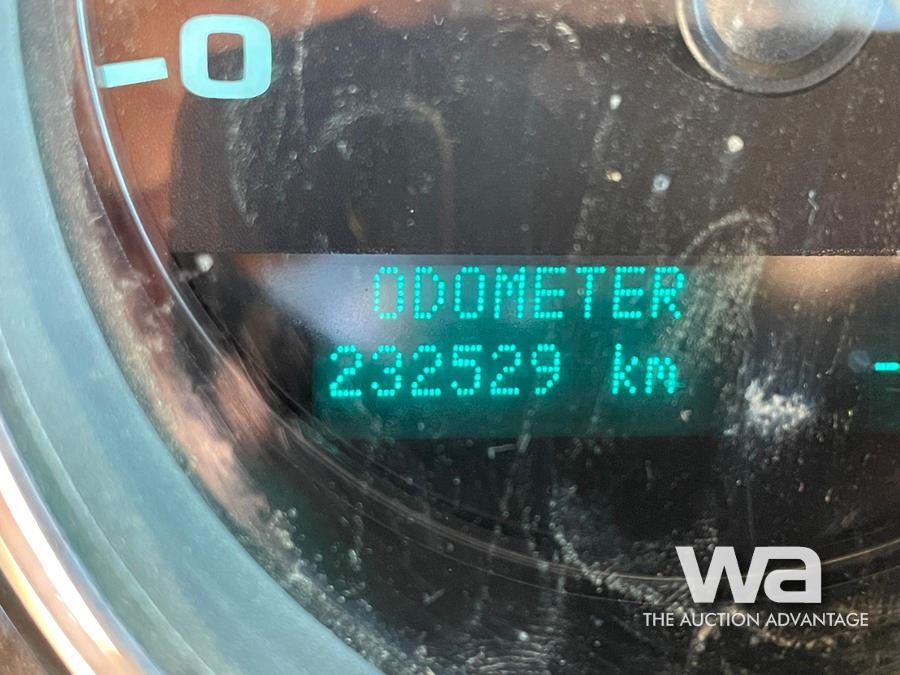 0
ODOMETER
232529 km
wa
THE AUCTION ADVANTAGE